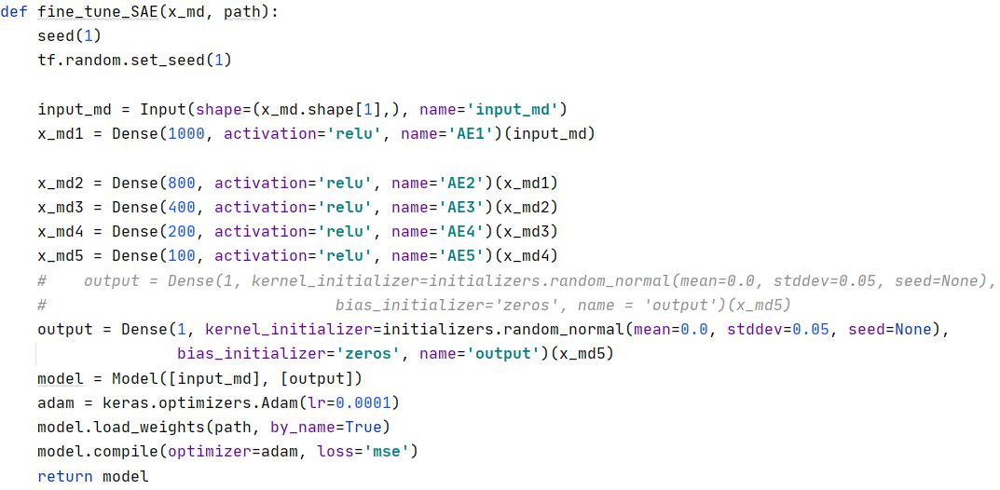 def fine_tune_SAE(x_md, path):
    seed(1)
    tf.random.set_seed(1)

    input_md = Input(shape=(x_md.shape[1],), name='input_md')
    x_md1 = Dense(1000, activation='relu', name='AE1')(input_md)

    x_md2 = Dense(800, activation='relu', name='AE2')(x_md1)
    x_md3 = Dense(400, activation='relu', name='AE3')(x_md2)
    x_md4 = Dense(200, activation='relu', name='AE4')(x_md3)
    x_md5 = Dense(100, activation='relu', name='AE5')(x_md4)
    #    output = Dense(1, kernel_initializer=initializers.random_normal(mean=0.0, stddev=0.05, seed=None),
    #                               bias_initializer='zeros', name = 'output')(x_md5)
    output = Dense(1, kernel_initializer=initializers.random_normal(mean=0.0, stddev=0.05, seed=None),
                   bias_initializer='zeros', name='output')(x_md5)
    model = Model([input_md], [output])
    adam = keras.optimizers.Adam(lr=0.0001)
    model.load_weights(path, by_name=True)
    model.compile(optimizer=adam, loss='mse')
    return model